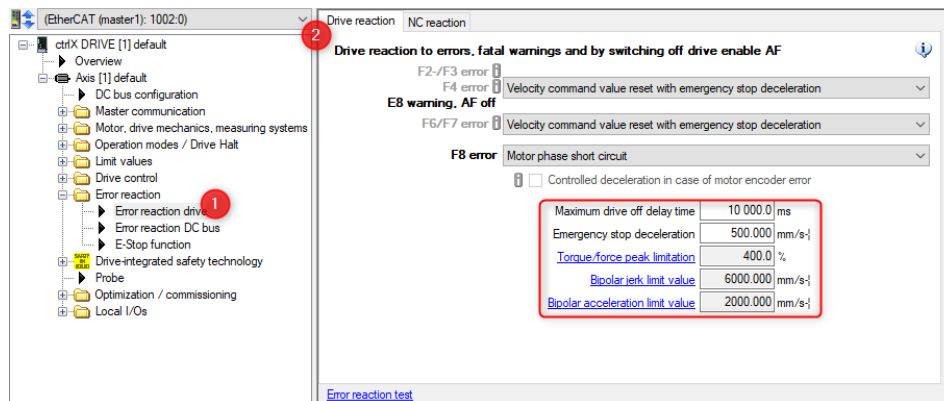 (EtherCAT (master1): 1002:0)
ctrlX DRIVE [1] default
Overview
Axis [1] default
DC bus configuration
Master communication
Motor, drive mechanics, measuring systems
Operation modes / Drive Halt
Limit values
Drive control
Error reaction
Error reaction drive
1
Error reaction DC bus
E-Stop function
SAFETY
Drive-integrated safety technology
Probe
Optimization / commissioning
Local I/Os
Drive reaction
NC reaction
2
Drive reaction to errors, fatal warnings and by switching off drive enable AF
F2-/F3 error
F4 error Velocity command value reset with emergency stop deceleration
E8 warning, AF off
F6/F7 error Velocity command value reset with emergency stop deceleration
F8 error Motor phase short circuit
Controlled deceleration in case of motor encoder error
Maximum drive off delay time 10 000.0 ms
Emergency stop deceleration 500.000 mm/s
Torque/force peak limitation 400.0 %
Bipolar jerk limit value 6000.000 mm/s
Bipolar acceleration limit value 2000.000 mm/s
Error reaction test